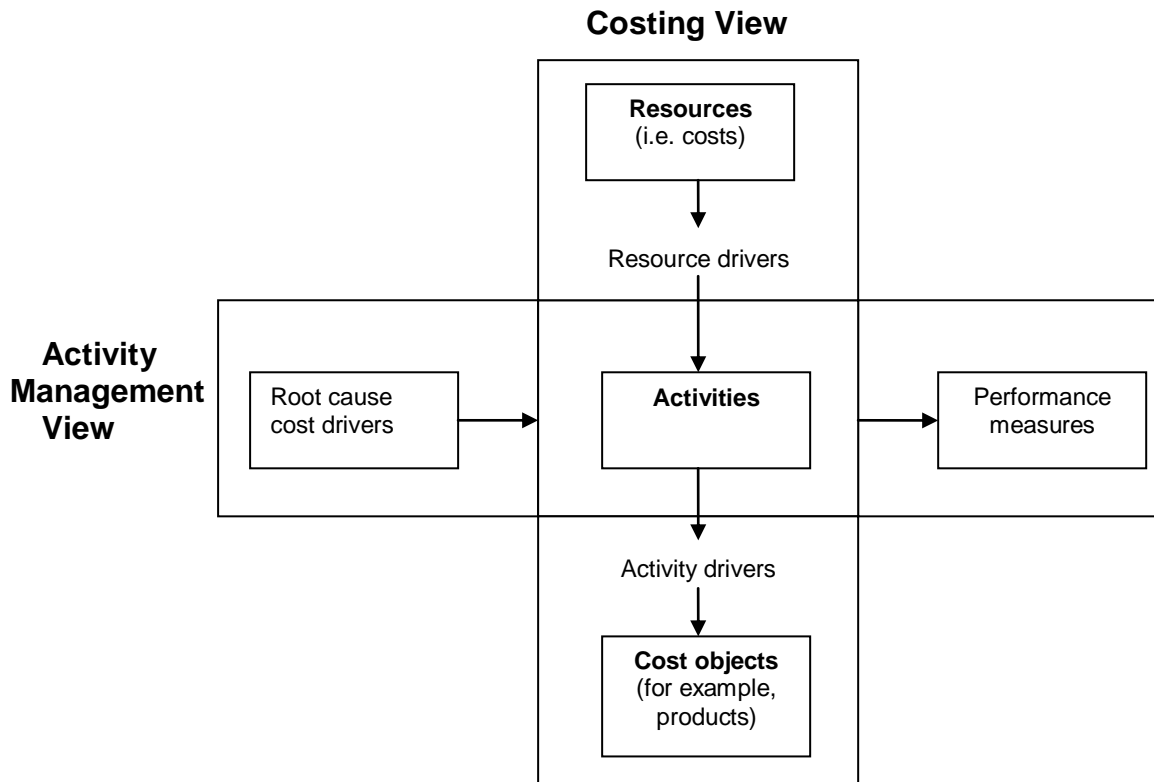 Costing View
Resources
(i.e. costs)
Resource drivers
Activity
Management
View
Root cause
cost drivers
Activities
Performance
measures
Activity drivers
Cost objects
(for example,
products)